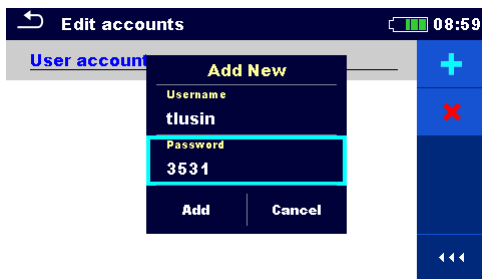 Edit accounts
08:59
User account
Add New
Username
tlusin
Password
3531
Add Cancel